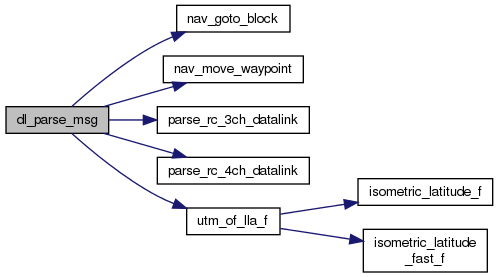 nav_goto_block
nav_move_waypoint
dl_parse_msg
parse_rc_3ch_datalink
parse_rc_4ch_datalink
utm_of_lla_f
isometric_latitude_f
isometric_latitude
_fast_f